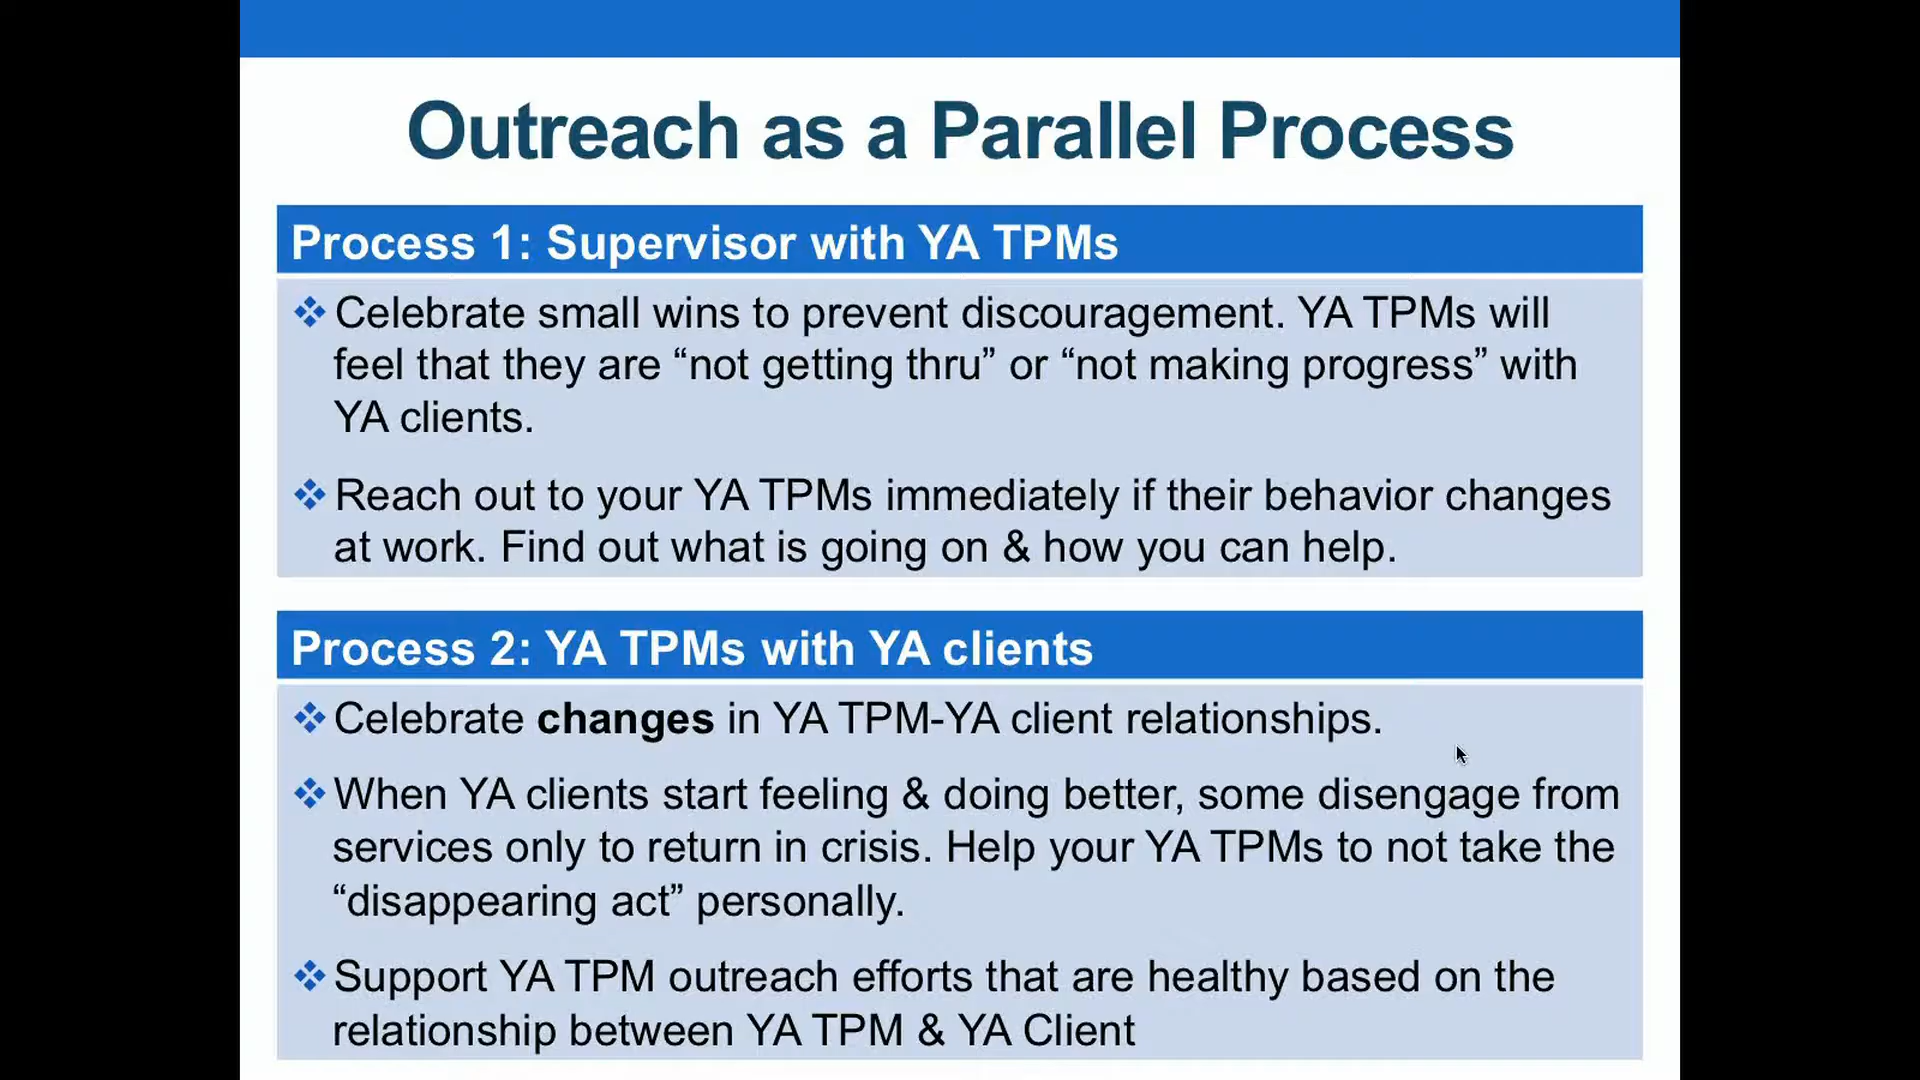 Outreach as a Parallel Process
Process 1: Supervisor with YA TPMs
❖ Celebrate small wins to prevent discouragement. YA TPMs will
feel that they are “not getting thru” or “not making progress” with
YA clients.
❖ Reach out to your YA TPMs immediately if their behavior changes
at work. Find out what is going on & how you can help.
Process 2: YA TPMs with YA clients
❖ Celebrate changes in YA TPM-YA client relationships.
❖ When YA clients start feeling & doing better, some disengage from
services only to return in crisis. Help your YA TPMs to not take the
“disappearing act” personally.
❖ Support YA TPM outreach efforts that are healthy based on the
relationship between YA TPM & YA Client